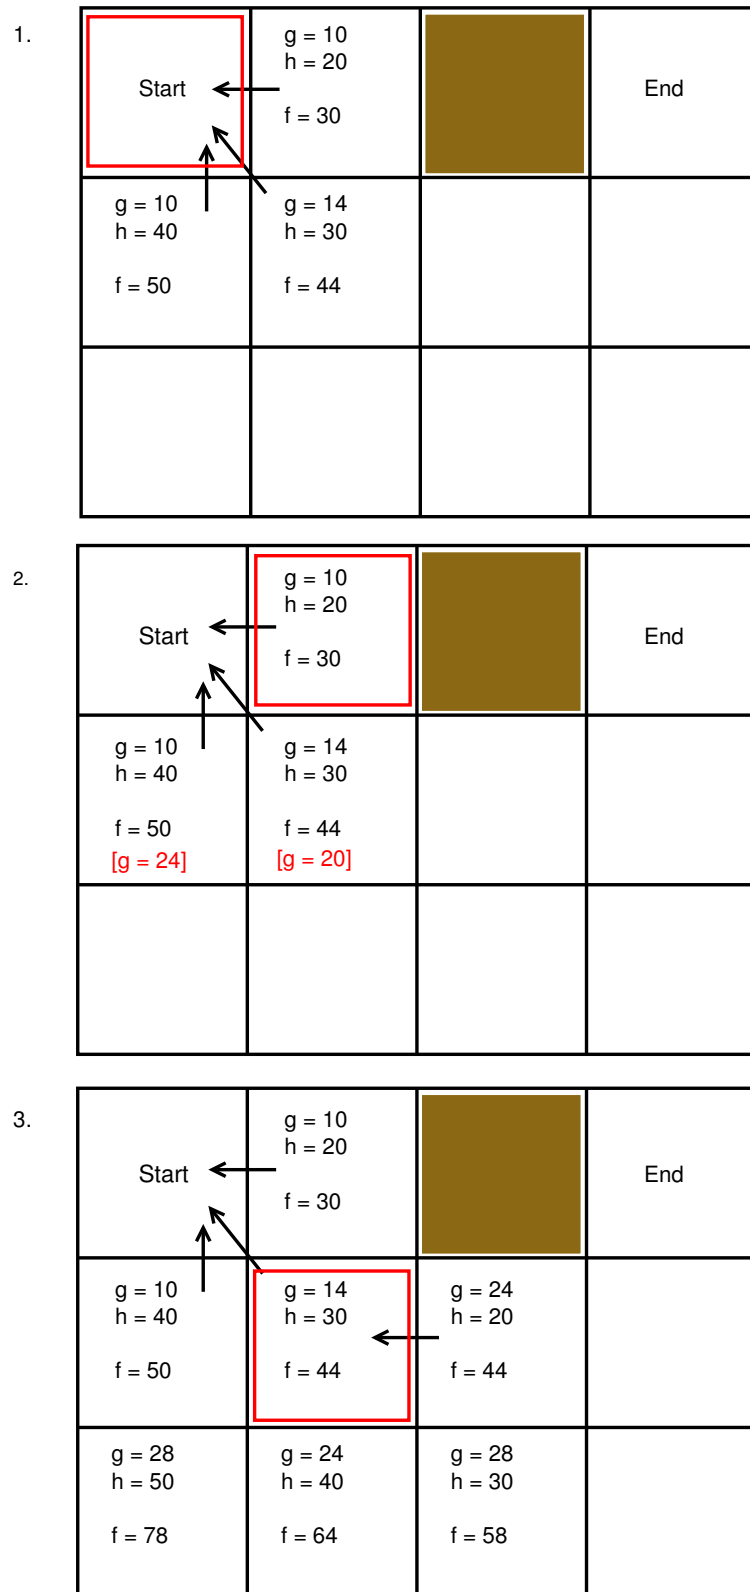 1.
Start
g = 10
h = 20
f = 30
End
g = 10
h = 40
f = 50
g = 14
h = 30
f = 44
2.
Start
g = 10
h = 20
f = 30
End
g = 10
h = 40
f = 50
[g = 24]
g = 14
h = 30
f = 44
[g = 20]
3.
Start
g = 10
h = 20
f = 30
End
g = 10
h = 40
f = 50
g = 14
h = 30
f = 44
g = 24
h = 20
f = 44
g = 28
h = 50
f = 78
g = 24
h = 40
f = 64
g = 28
h = 30
f = 58